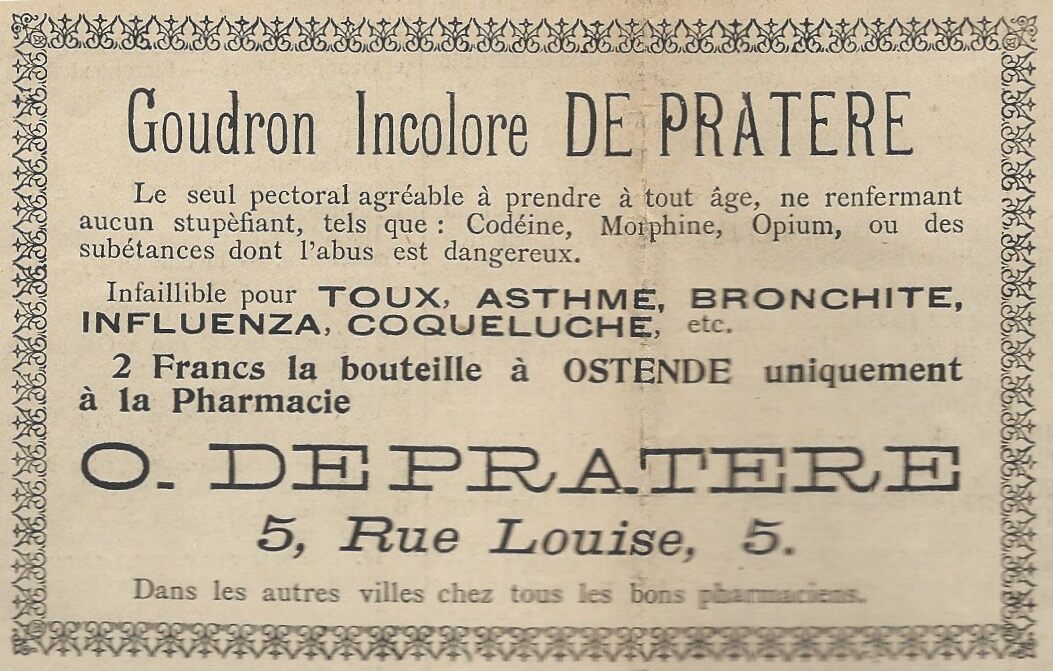 Goudron Incolore DE PRATERE
Le seul pectoral agréable à prendre à tout âge, ne renfermant
aucun stupèfiant, tels que : Codéine, Morphine, Opium, ou des
subétances dont l'abus est dangereux.
Infaillible pour TOUX, ASTHME, BRONCHITE,
INFLUENZA, COQUELUCHE, etc.
2 Francs la bouteille à OSTENDE uniquement
à la Pharmacie
O. DE PRATERE
5, Rue Louise, 5.
Dans les autres villes chez tous les bons pharmaciens.